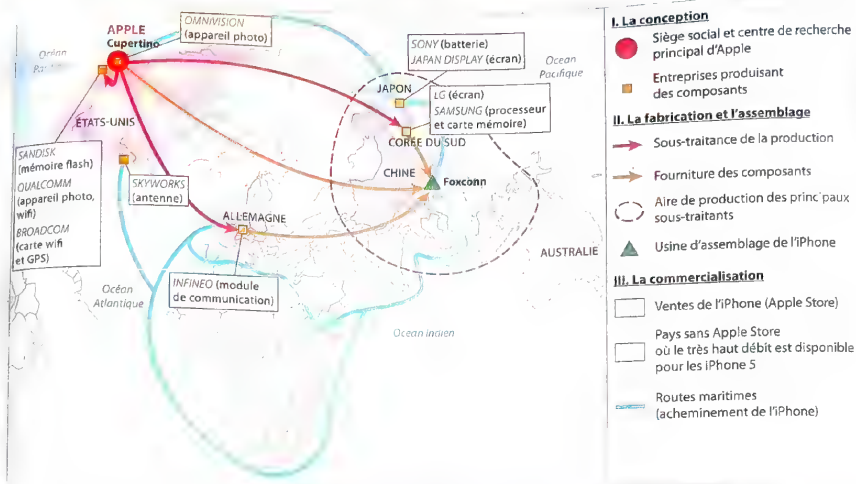 OMNIVISION
(appareil photo)
APPLE
Cupertino
Océan
SONY (batterie)
JAPAN DISPLAY (écran)
Ocean
Pacifique
JAPON
LG (écran)
SAMSUNG (processeur
et carte mémoire)
ÉTATS-UNIS
CORÉE DU SUD
SANDISK
(mémoire flash)
QUALCOMM
(appareil photo,
wifi)
BROADCOM
(carte wifi
et GPS)
SKYWORKS
(antenne)
CHINE
Foxconn
ALLEMAGNE
AUSTRALIE
INFINEO (module
de communication)
Océan
Atlantique
Ocean Indien
I. La conception
Siège social et centre de recherche
principal d'Apple
Entreprises produisant
des composants
II. La fabrication et l'assemblage
Sous-traitance de la production
Fourniture des composants
Aire de production des principaux
sous-traitants
Usine d'assemblage de l'iPhone
III. La commercialisation
Ventes de l'iPhone (Apple Store)
Pays sans Apple Store
où le très haut débit est disponible
pour les iPhone 5
Routes maritimes
(acheminement de l'iPhone)